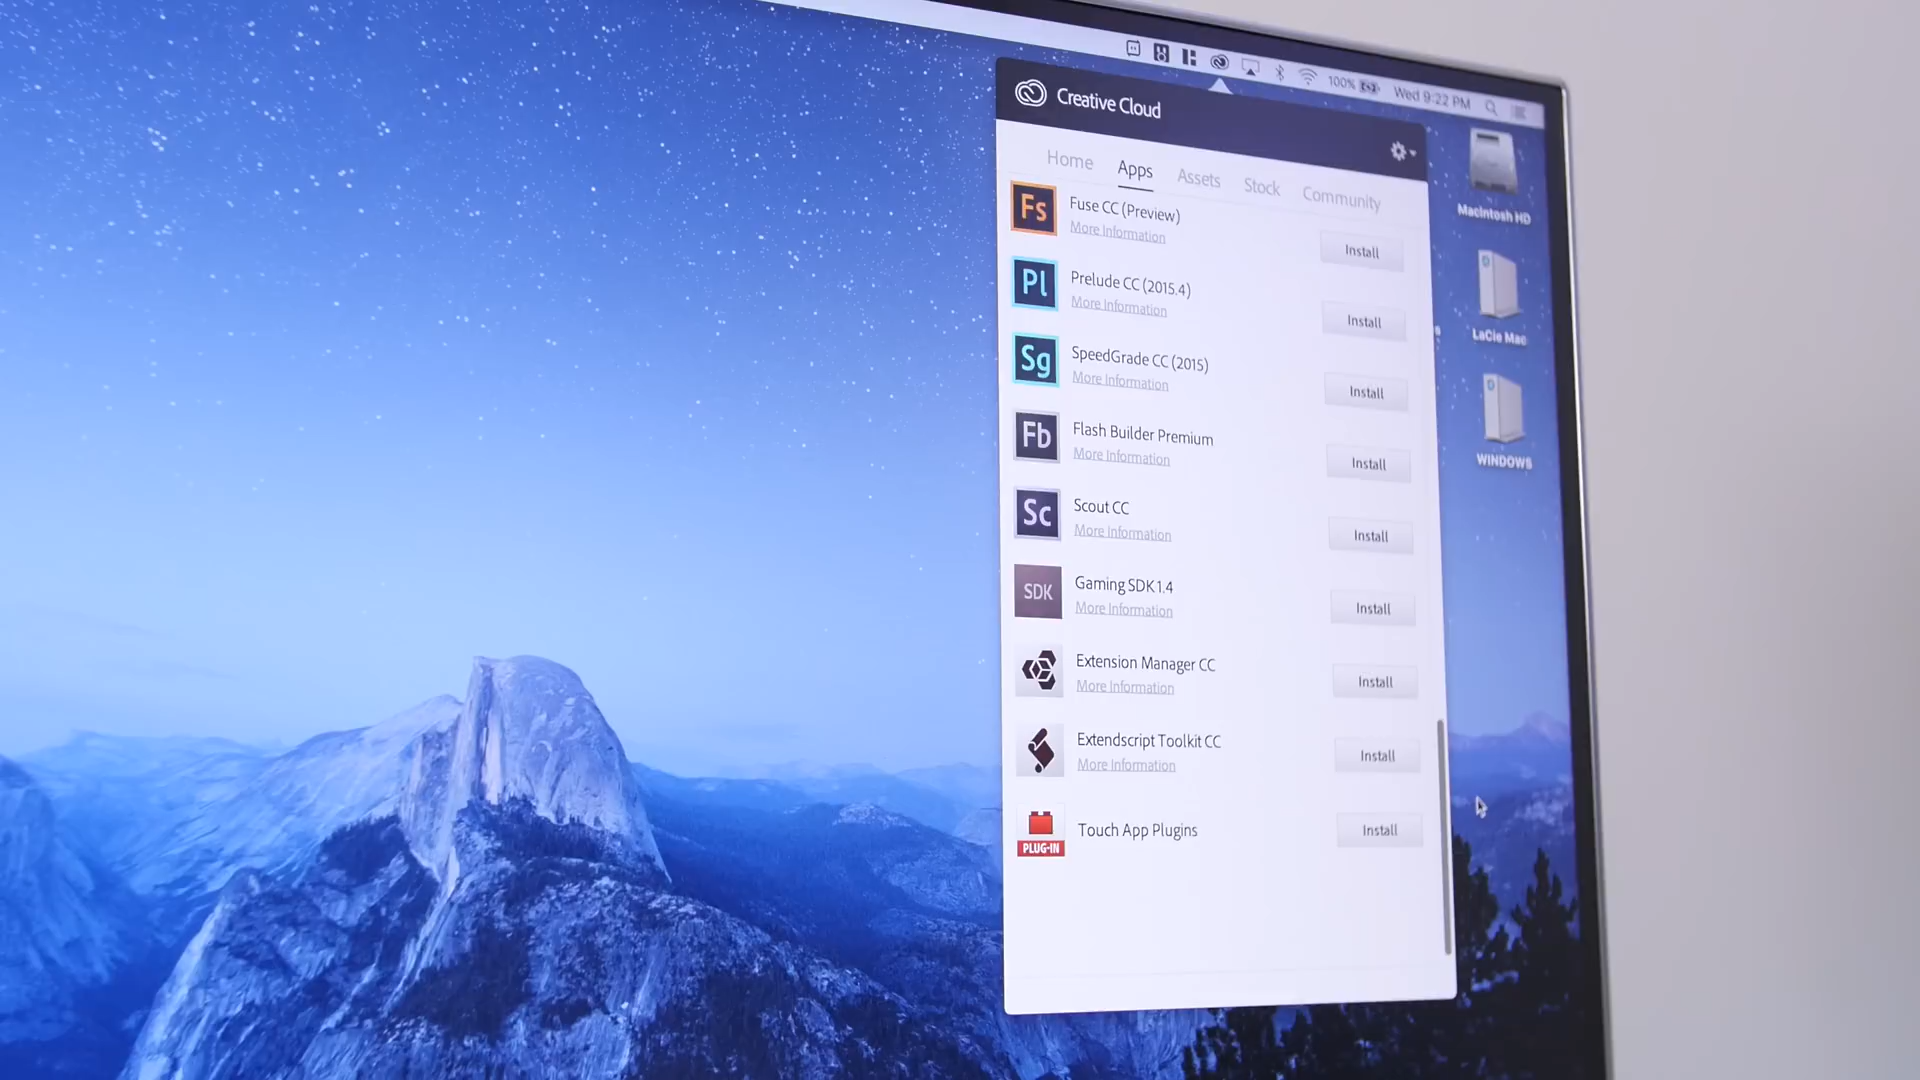 100%
Wed 9:22 PM
Creative Cloud
Home
Apps
Assets
Stock
Community
Fs
Fuse CC (Preview)
More Information
Install
Pl
Prelude CC (2015.4)
More Information
Install
Sg
SpeedGrade CC (2015)
More Information
Install
Fb
Flash Builder Premium
More Information
Install
Sc
Scout CC
More Information
Install
SDK
Gaming SDK 1.4
More Information
Install
Extension Manager CC
More Information
Install
Extendscript Toolkit CC
More Information
Install
PLUG-IN
Touch App Plugins
Install
Macintosh HD
LaCie Mac
WINDOWS